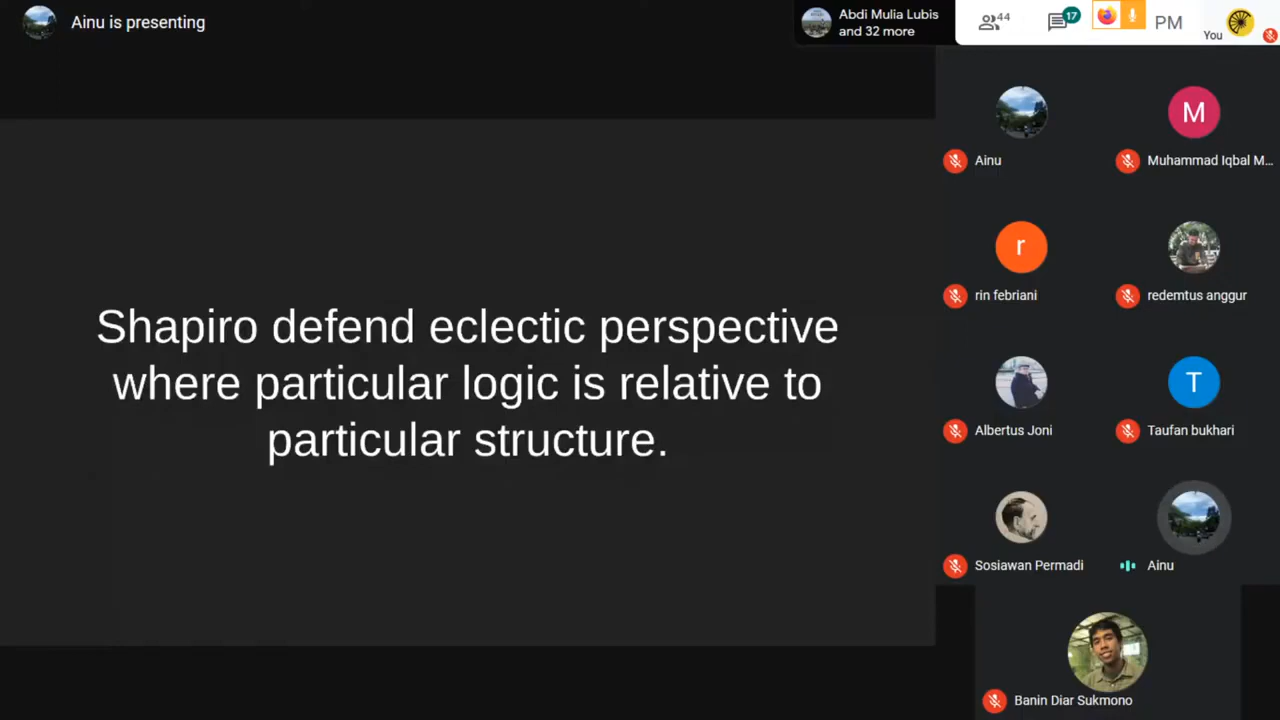 Ainu is presenting
Abdi Mulia Lubis
and 32 more
44
17
PM
You
Shapiro defend eclectic perspective
where particular logic is relative to
particular structure.
Ainu
M
Muhammad Iqbal M...
r
rin febriani
redemtus anggur
Albertus Joni
T
Taufan bukhari
Sosiawan Permadi
Ainu
Banin Diar Sukmono